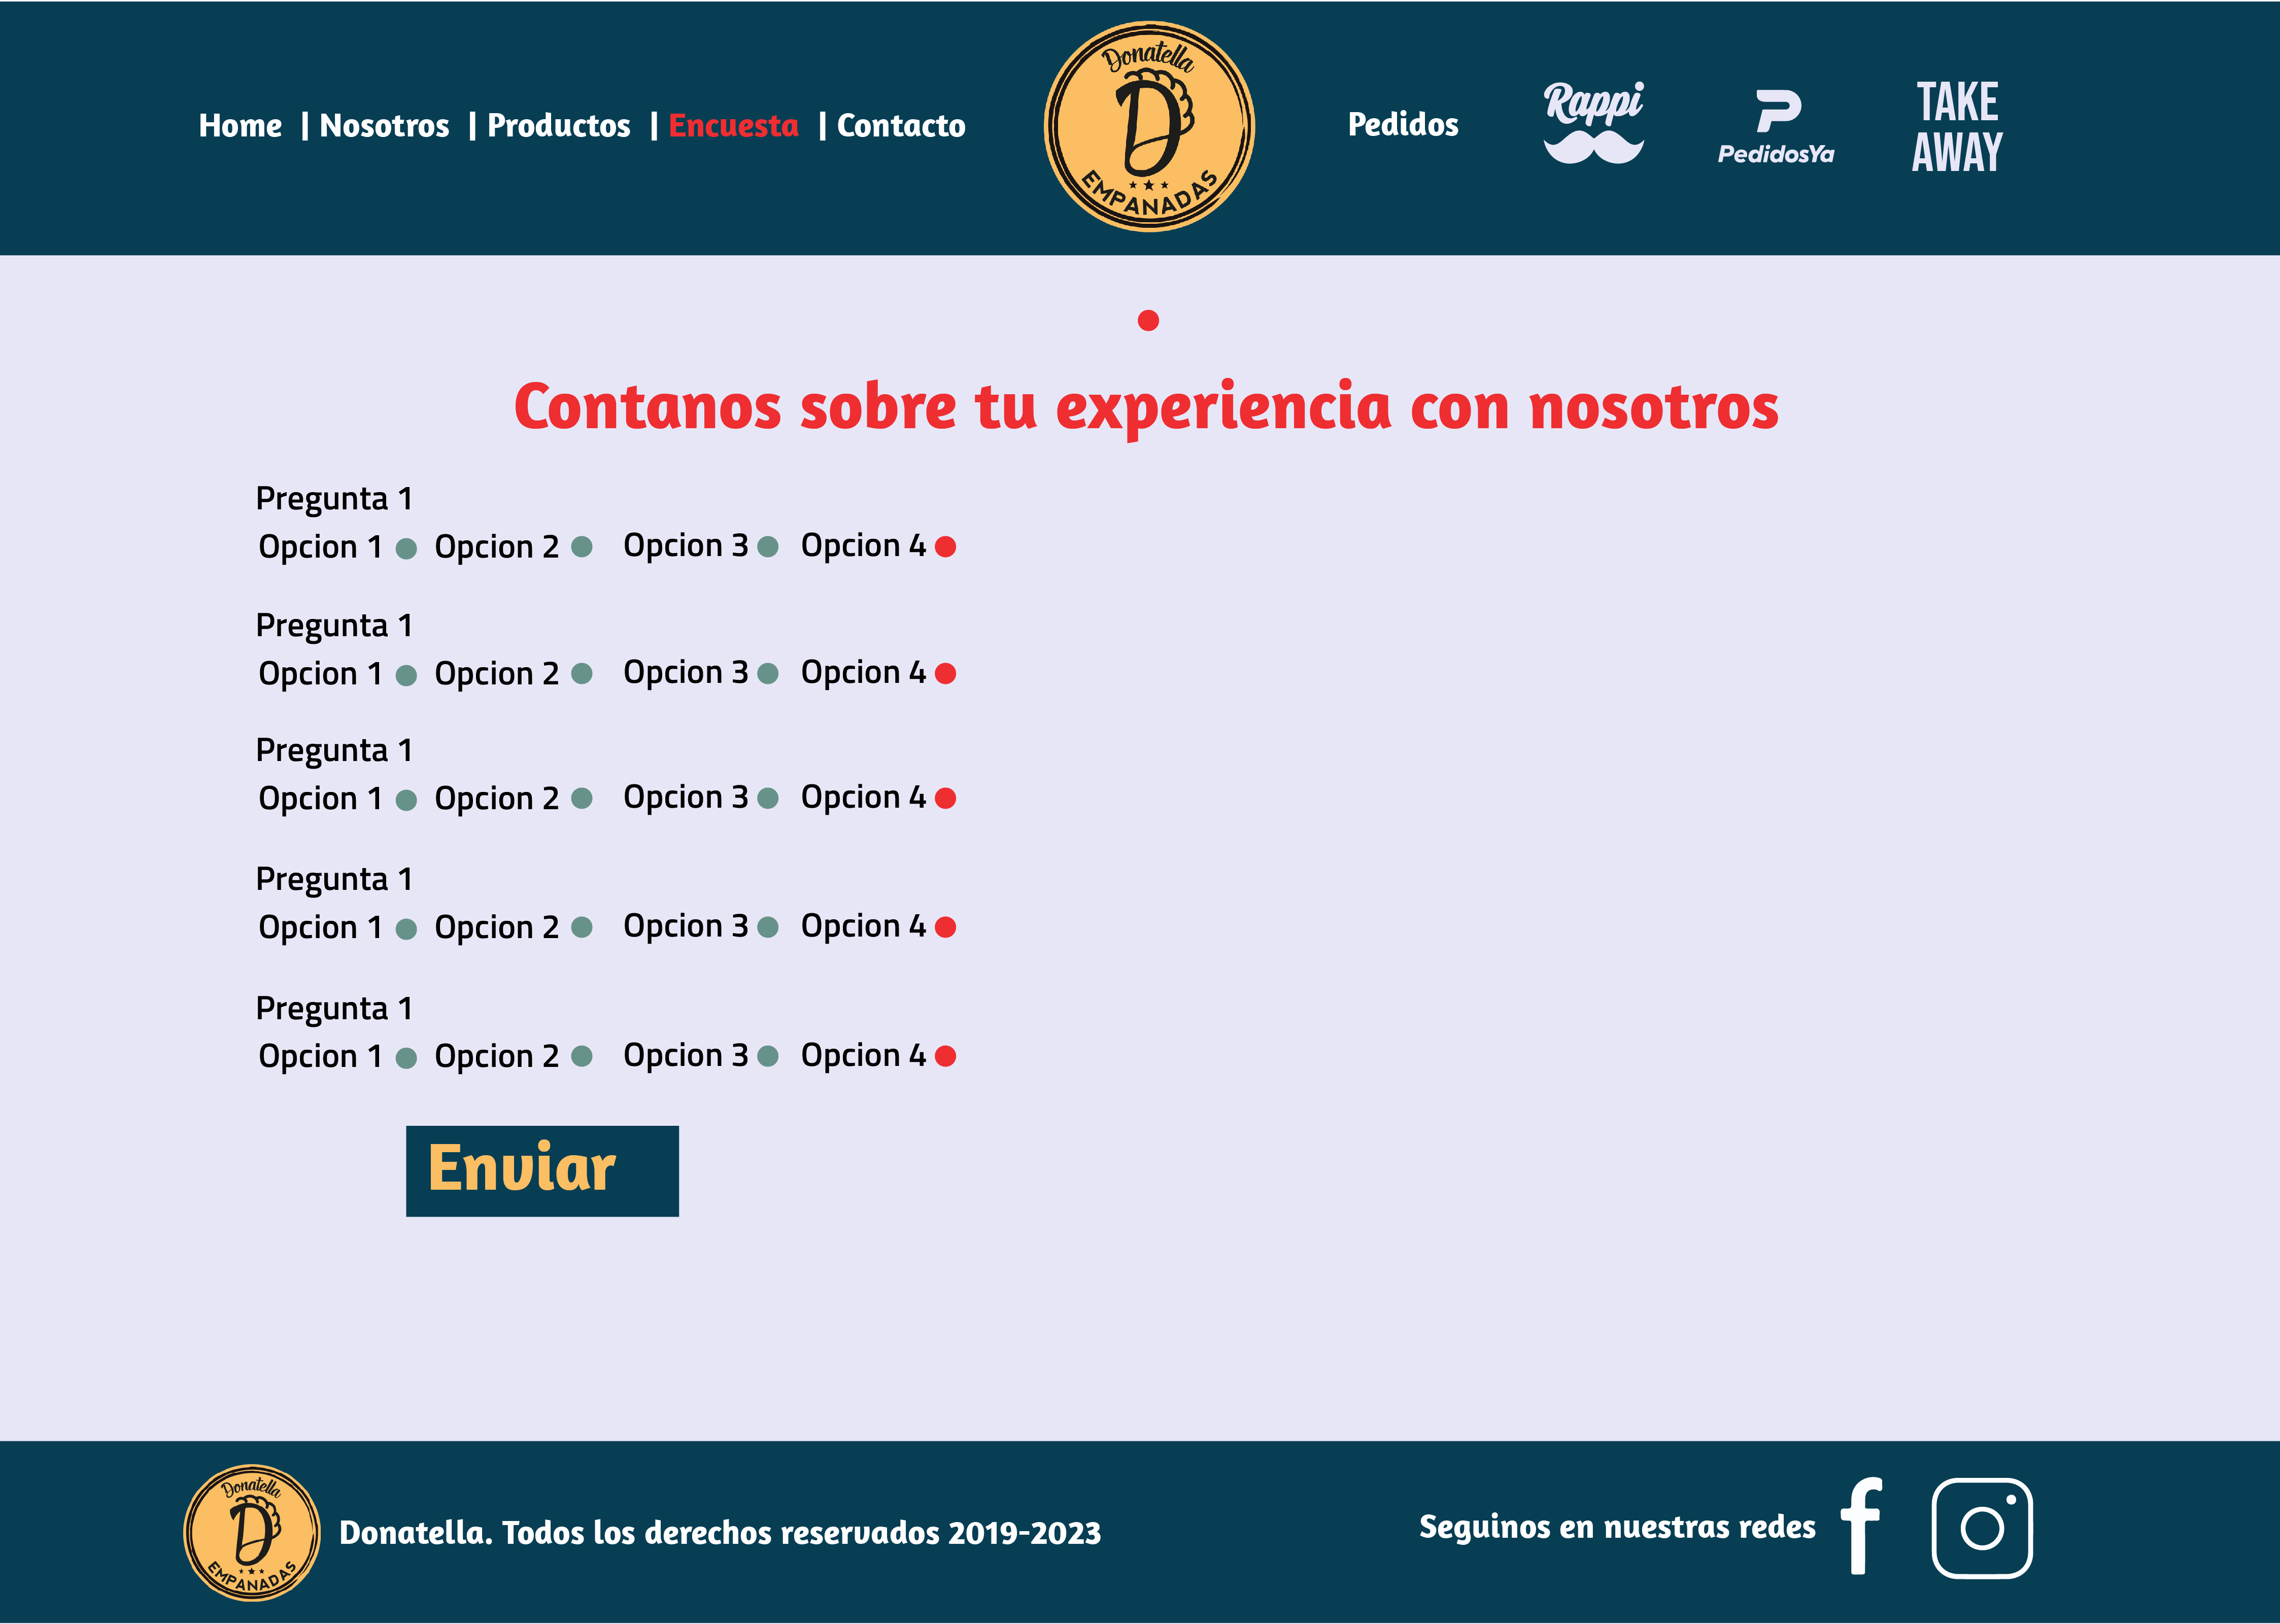 Home | Nosotros | Productos | Encuesta | Contacto
Donatella
D
EMPANADAS
Pedidos
Rappi
PedidosYa
TAKE
AWAY
Contanos sobre tu experiencia con nosotros
Pregunta 1
Opcion 1 Opcion 2 Opcion 3 Opcion 4
Pregunta 1
Opcion 1 Opcion 2 Opcion 3 Opcion 4
Pregunta 1
Opcion 1 Opcion 2 Opcion 3 Opcion 4
Pregunta 1
Opcion 1 Opcion 2 Opcion 3 Opcion 4
Pregunta 1
Opcion 1 Opcion 2 Opcion 3 Opcion 4
Enviar
Donatella
D
EMPANADAS
Donatella. Todos los derechos reservados 2019-2023
Seguinos en nuestras redes